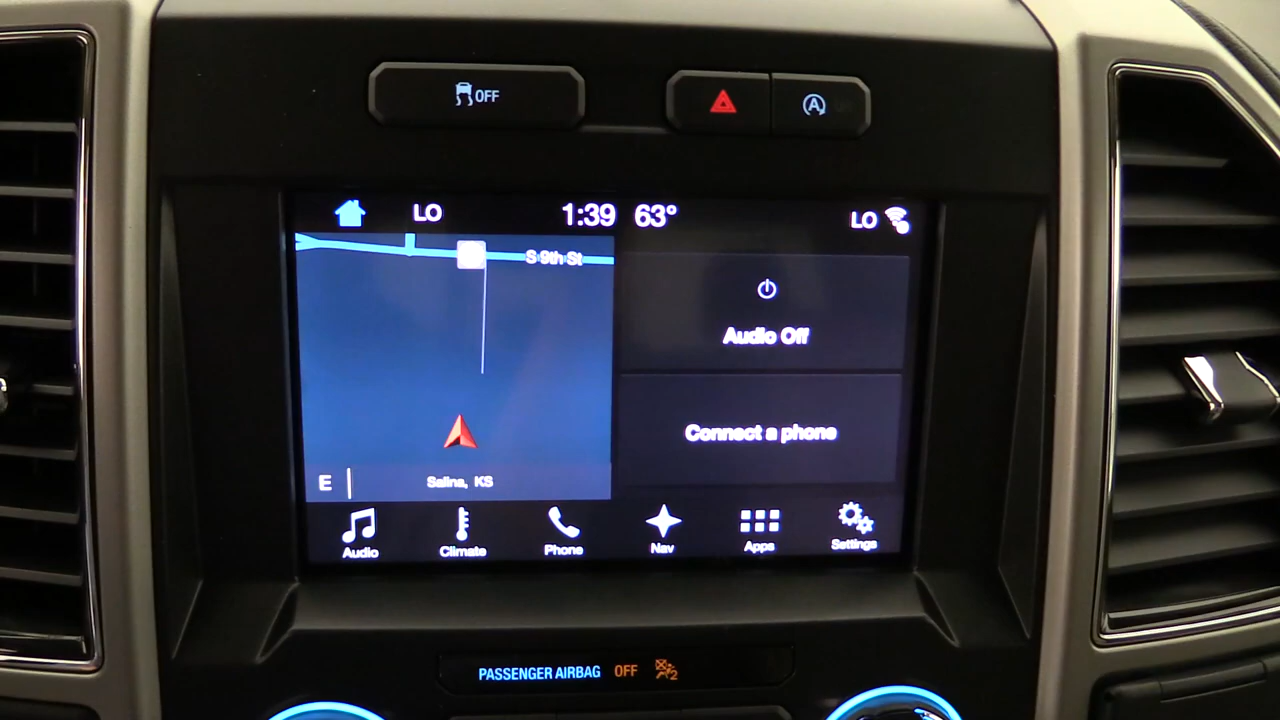 OFF
A
LO 1:39 63° LO
S 9th St
Audio Off
Connect a phone
E Salina, KS
Audio Climate Phone Nav Apps Settings
PASSENGER AIRBAG OFF 2